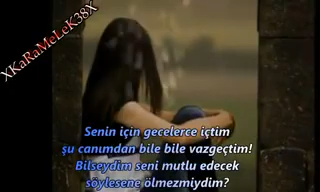 XKaRaMeLeK38X
Senin için gecelerce içtim
şu canımdan bile bile vazgeçtim!
Bilseydim seni mutlu edecek
söylesene ölmezmiydim?